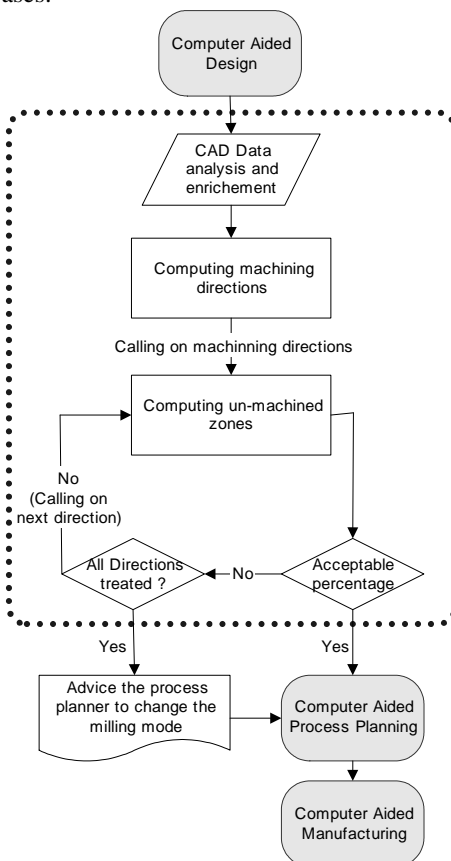 ases.
Computer Aided
Design
CAD Data
analysis and
enrichement
Computing machining
directions
Calling on machinning directions
Computing un-machined
zones
No
(Calling on
next direction)
All Directions
treated ?
No
Acceptable
percentage
Yes
Yes
Advice the process
planner to change the
milling mode
Computer Aided
Process Planning
Computer Aided
Manufacturing